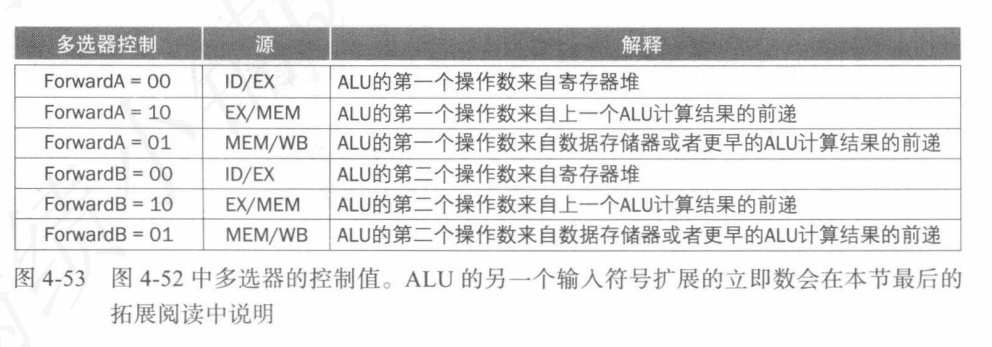 多选器控制 源 解释
ForwardA = 00 ID/EX ALU的第一个操作数来自寄存器堆
ForwardA = 10 EX/MEM ALU的第一个操作数来自上一个ALU计算结果的前递
ForwardA = 01 MEM/WB ALU的第一个操作数来自数据存储器或者更早的ALU计算结果的前递
ForwardB = 00 ID/EX ALU的第二个操作数来自寄存器堆
ForwardB = 10 EX/MEM ALU的第二个操作数来自上一个ALU计算结果的前递
ForwardB = 01 MEM/WB ALU的第二个操作数来自数据存储器或者更早的ALU计算结果的前递
图 4-53 图 4-52 中多选器的控制值。ALU 的另一个输入符号扩展的立即数会在本节最后的
拓展阅读中说明